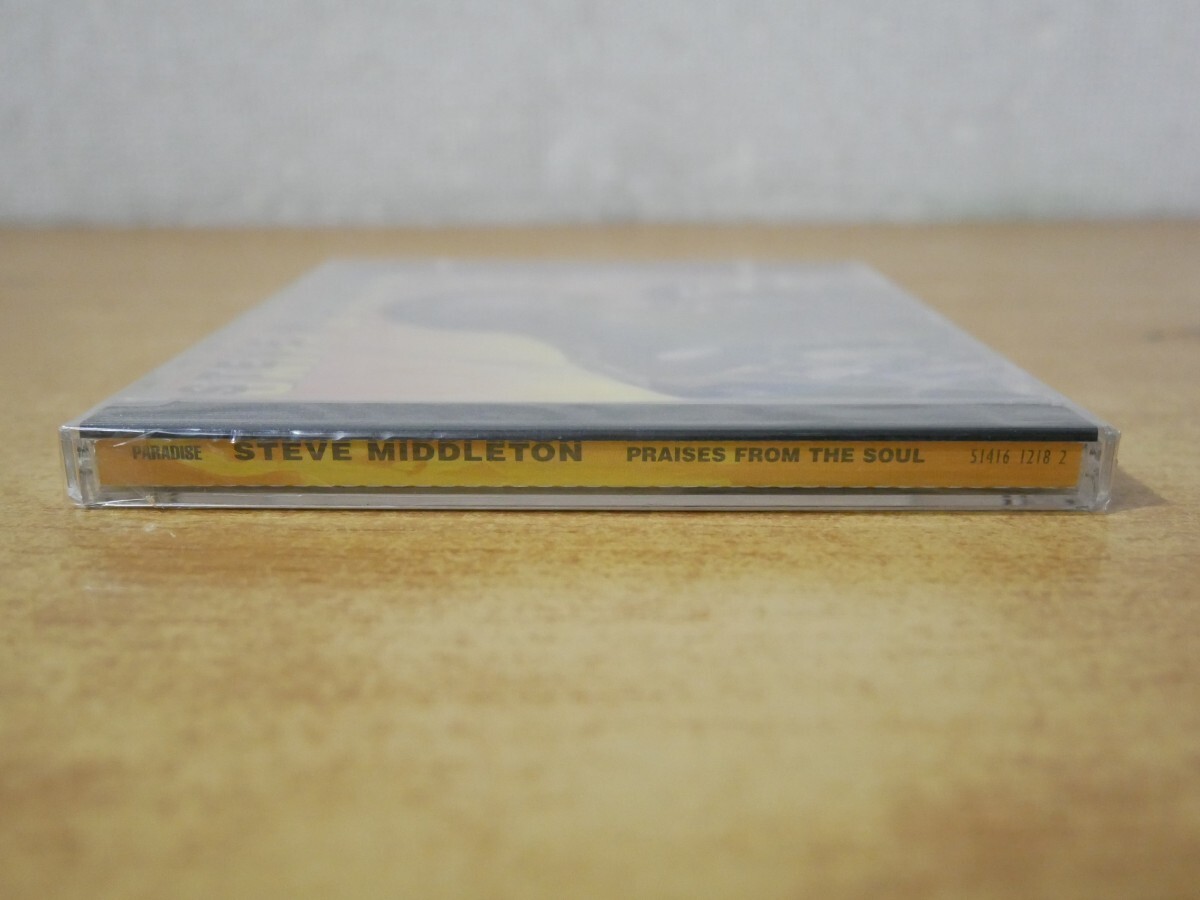 PARADISE STEVE MIDDLETON PRAISES FROM THE SOUL 51416 1218 2